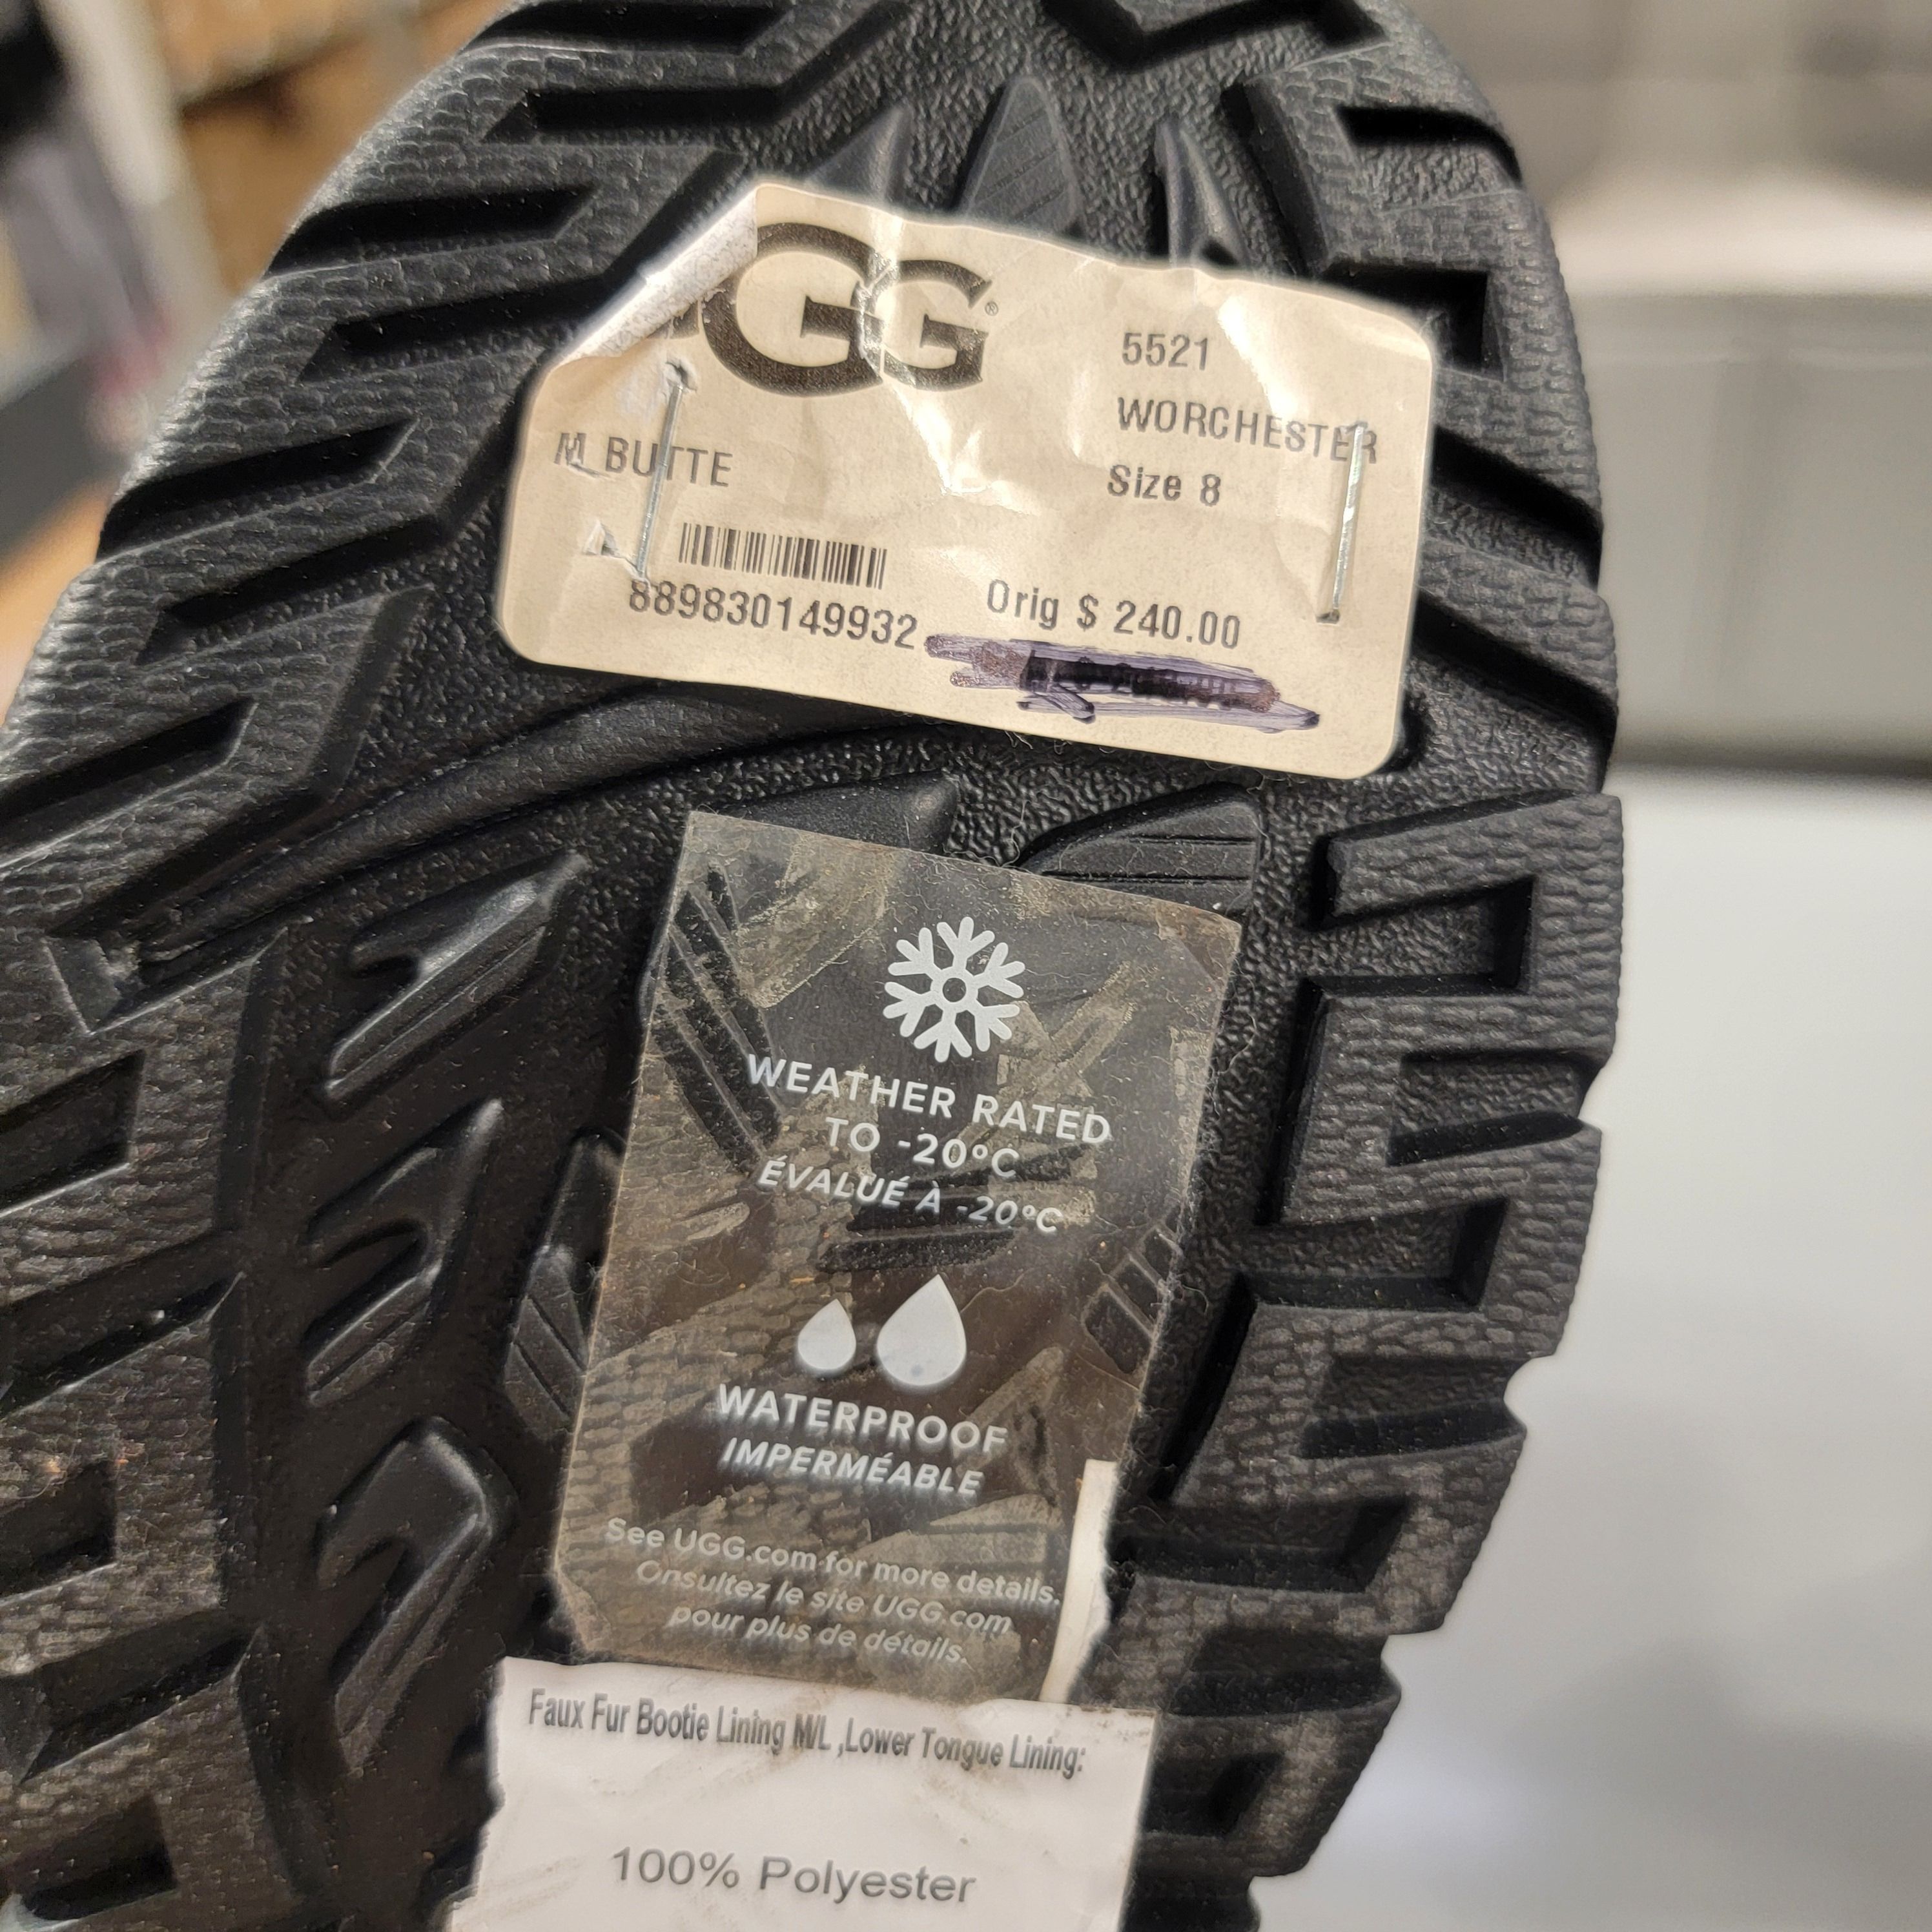 UGG®
5521
WORCHESTER
M BUTTE
Size 8
889830149932
Orig $ 240.00
WEATHER RATED
TO -20°C
ÉVALUÉ À -20°C
WATERPROOF
IMPERMÉABLE
See UGG.com for more details.
Consultez le site UGG.com
pour plus de détails.
Faux Fur Bootie Lining M/L ,Lower Tongue Lining:
100% Polyester